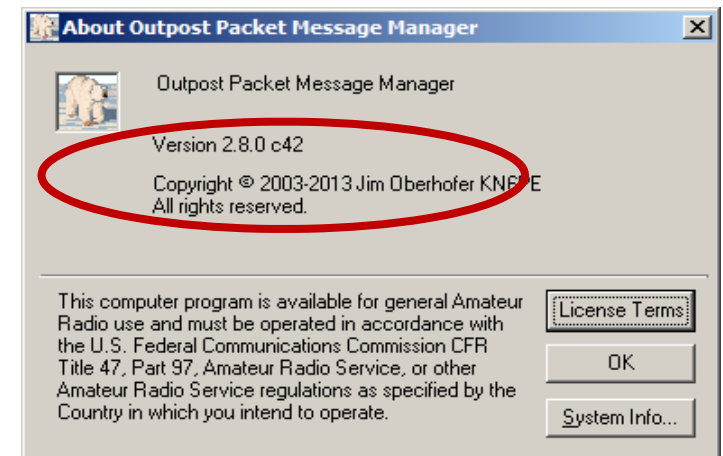 About Outpost Packet Message Manager
Outpost Packet Message Manager
Version 2.8.0 c42
Copyright © 2003-2013 Jim Oberhofer KN6PE
All rights reserved.
This computer program is available for general Amateur
Radio use and must be operated in accordance with
the U.S. Federal Communications Commission CFR
Title 47, Part 97, Amateur Radio Service, or other
Amateur Radio Service regulations as specified by the
Country in which you intend to operate.
License Terms
OK
System Info...